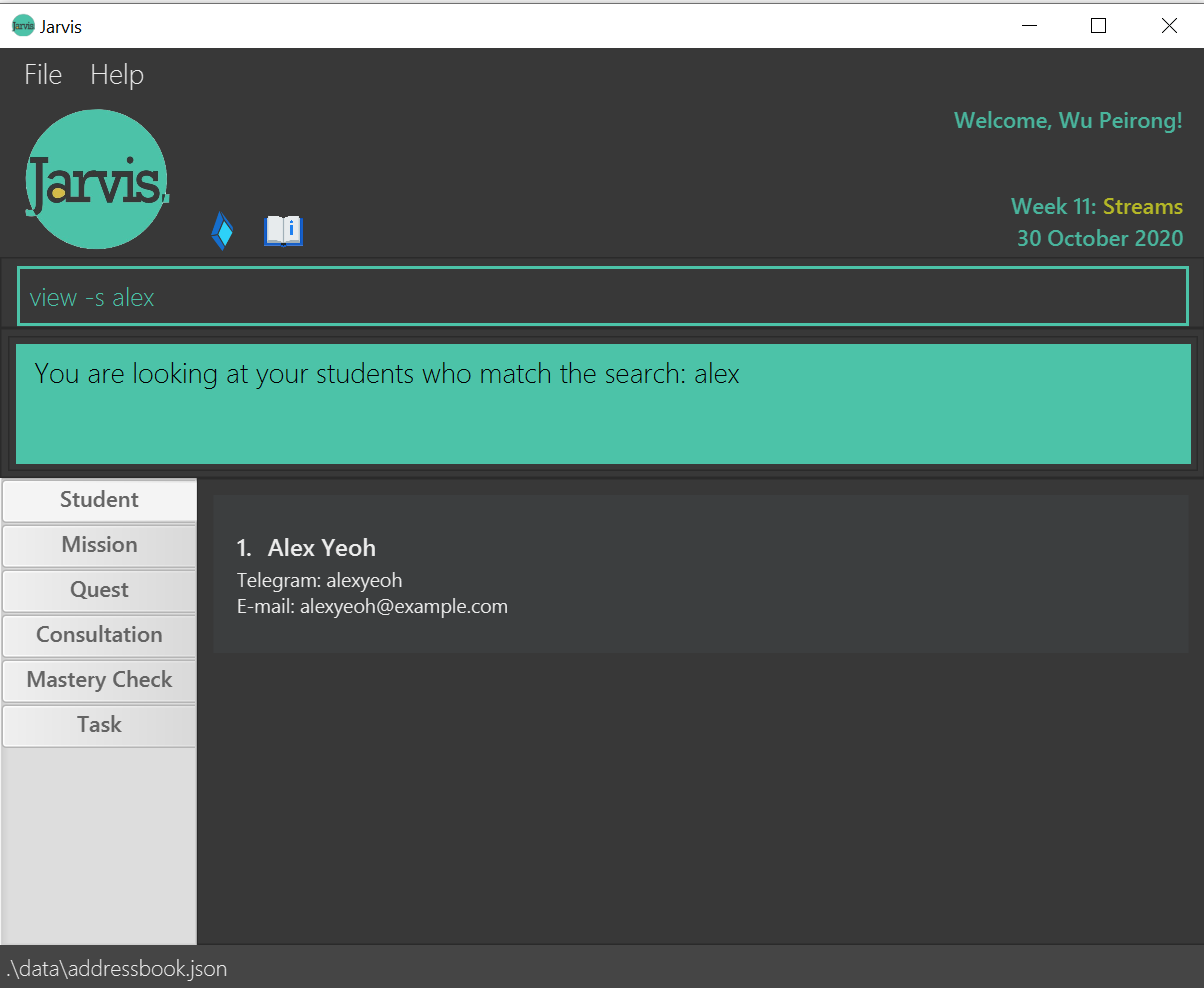 Jarvis
File Help
Jarvis.
Welcome, Wu Peirong!
Week 11: Streams
30 October 2020
view -s alex
You are looking at your students who match the search: alex
Student
Mission
Quest
Consultation
Mastery Check
Task
1. Alex Yeoh
Telegram: alexyeoh
E-mail: alexyeoh@example.com
.\data\addressbook.json